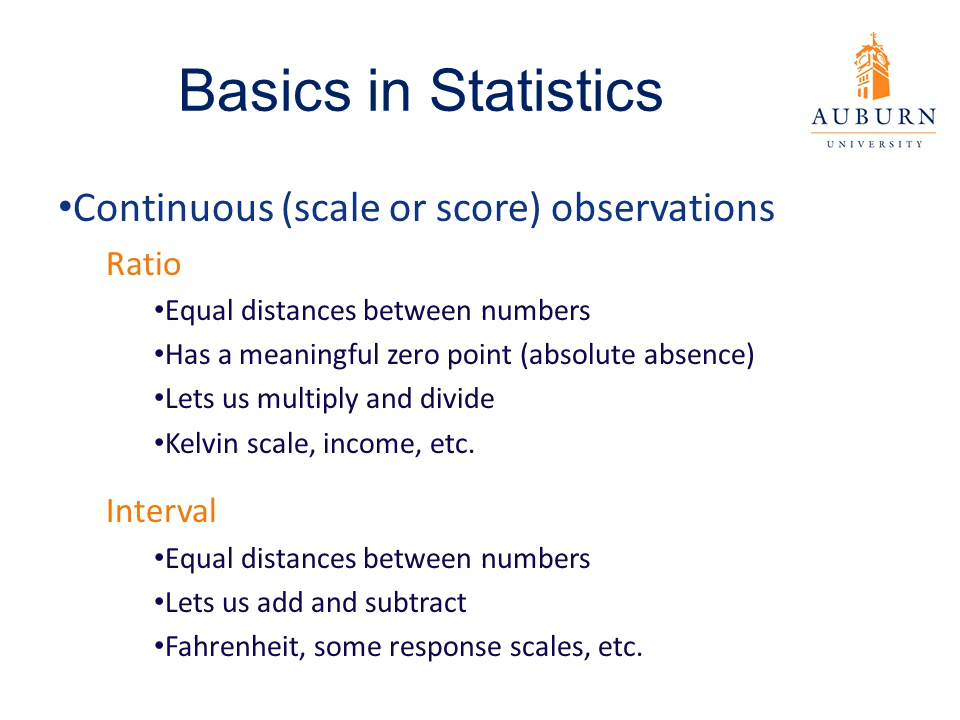 Basics in Statistics
AUBURN
UNIVERSITY
•Continuous (scale or score) observations
Ratio
•Equal distances between numbers
•Has a meaningful zero point (absolute absence)
•Lets us multiply and divide
•Kelvin scale, income, etc.
Interval
•Equal distances between numbers
•Lets us add and subtract
•Fahrenheit, some response scales, etc.